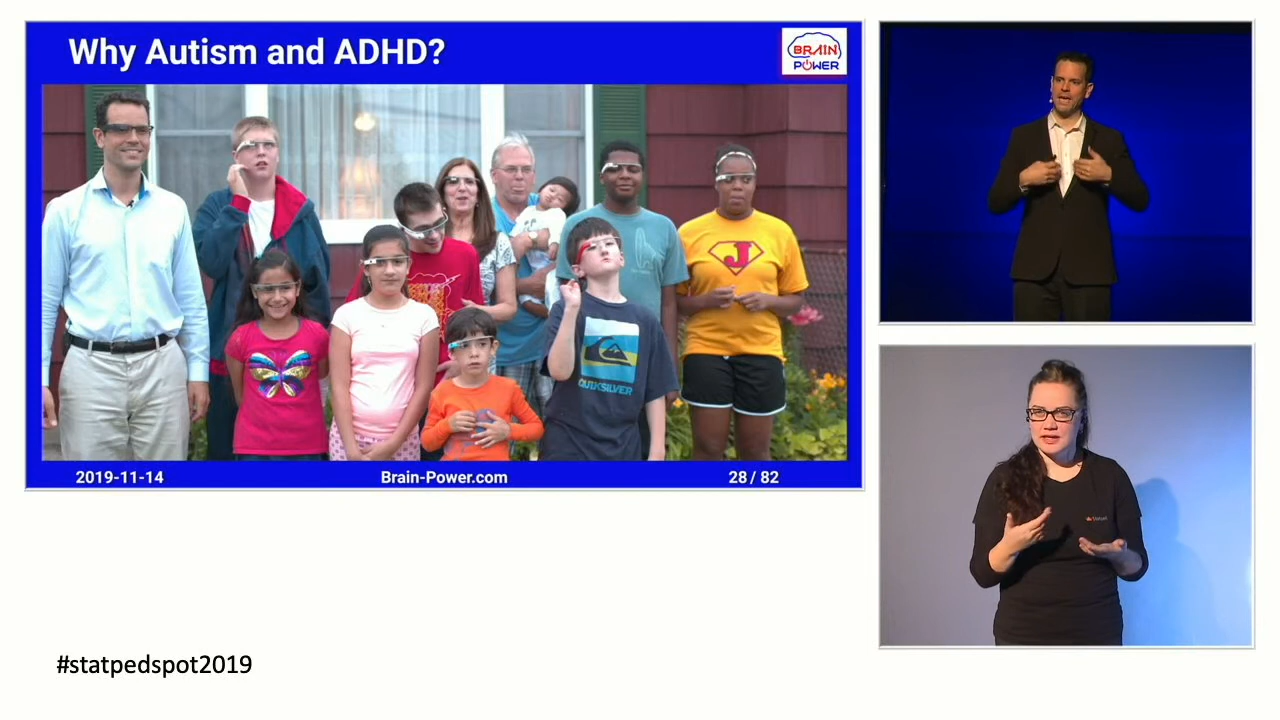 Why Autism and ADHD?
BRAIN
POWER
J
QUIKSILVER
2019-11-14
Brain-Power.com
28 / 82
#statpedspot2019